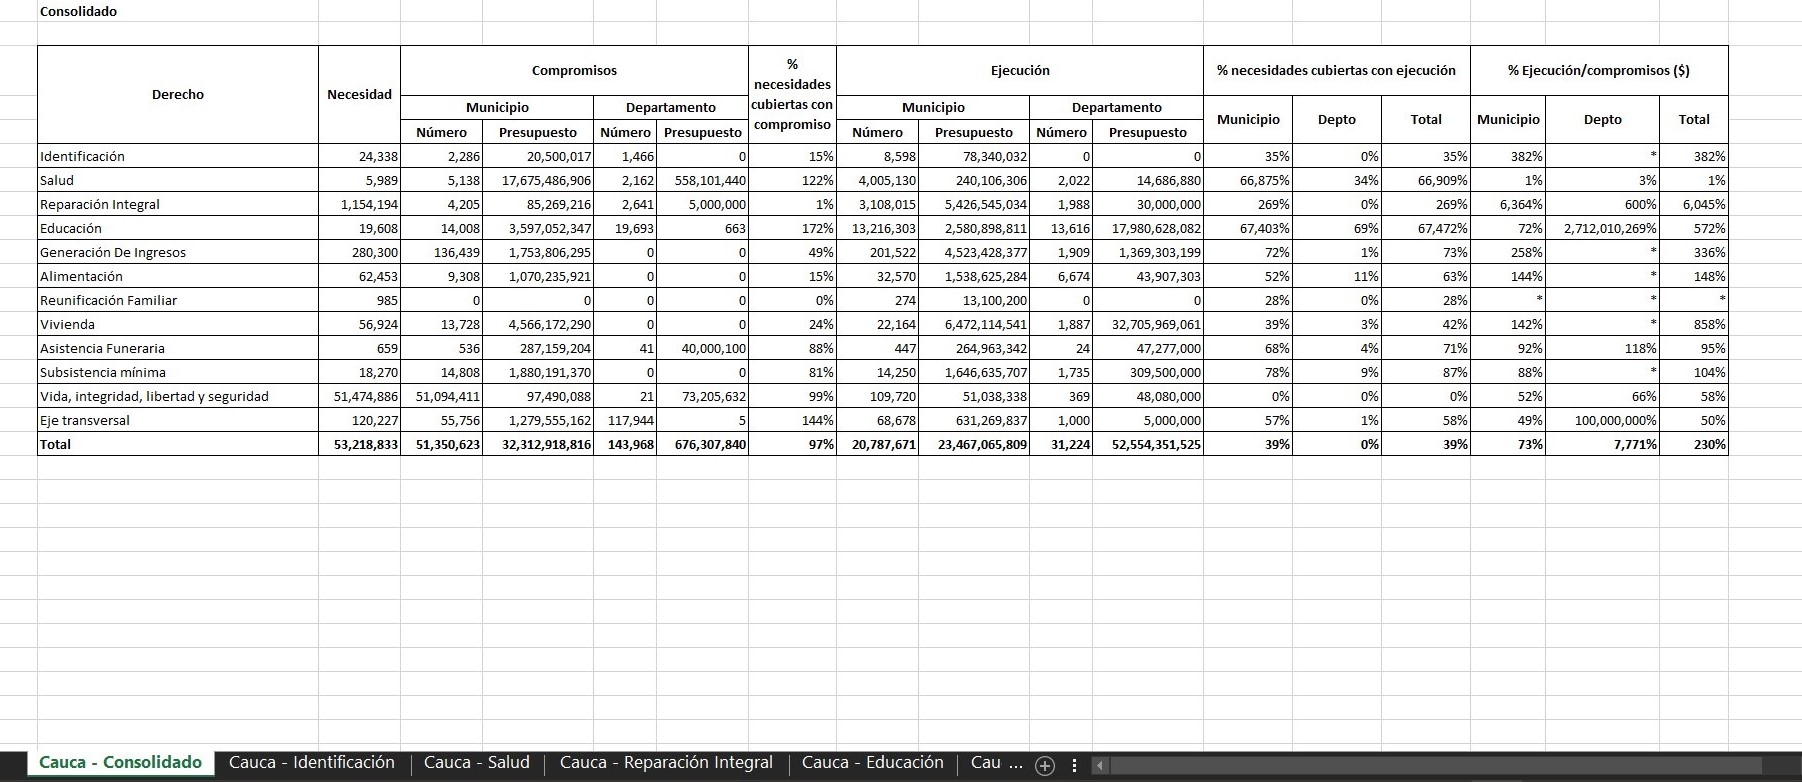 Consolidado
Derecho Necesidad Compromisos % necesidades cubiertas con compromiso Ejecución % necesidades cubiertas con ejecución % Ejecución/compromisos ($)
Municipio Departamento Municipio Departamento Municipio Depto Total Municipio Depto Total
Número Presupuesto Número Presupuesto Número Presupuesto Número Presupuesto
Identificación 24,338 2,286 20,500,017 1,466 0 15% 8,598 78,340,032 0 0 35% 0% 35% 382% * 382%
Salud 5,989 5,138 17,675,486,906 2,162 558,101,440 122% 4,005,130 240,106,306 2,022 14,686,880 66,875% 34% 66,909% 1% 3% 1%
Reparación Integral 1,154,194 4,205 85,269,216 2,641 5,000,000 1% 3,108,015 5,426,545,034 1,988 30,000,000 269% 0% 269% 6,364% 600% 6,045%
Educación 19,608 14,008 3,597,052,347 19,693 663 172% 13,216,303 2,580,898,811 13,616 17,980,628,082 67,403% 69% 67,472% 72% 2,712,010,269% 572%
Generación De Ingresos 280,300 136,439 1,753,806,295 0 0 49% 201,522 4,523,428,377 1,909 1,369,303,199 72% 1% 73% 258% * 336%
Alimentación 62,453 9,308 1,070,235,921 0 0 15% 32,570 1,538,625,284 6,674 43,907,303 52% 11% 63% 144% * 148%
Reunificación Familiar 985 0 0 0 0 0% 274 13,100,200 0 0 28% 0% 28% * * *
Vivienda 56,924 13,728 4,566,172,290 0 0 24% 22,164 6,472,114,541 1,887 32,705,969,061 39% 3% 42% 142% * 858%
Asistencia Funeraria 659 536 287,159,204 41 40,000,100 88% 447 264,963,342 24 47,277,000 68% 4% 71% 92% 118% 95%
Subsistencia mínima 18,270 14,808 1,880,191,370 0 0 81% 14,250 1,646,635,707 1,735 309,500,000 78% 9% 87% 88% * 104%
Vida, integridad, libertad y seguridad 51,474,886 51,094,411 97,490,088 21 73,205,632 99% 109,720 51,038,338 369 48,080,000 0% 0% 0% 52% 66% 58%
Eje transversal 120,227 55,756 1,279,555,162 117,944 5 144% 68,678 631,269,837 1,000 5,000,000 57% 1% 58% 49% 100,000,000% 50%
Total 53,218,833 51,350,623 32,312,918,816 143,968 676,307,840 97% 20,787,671 23,467,065,809 31,224 52,554,351,525 39% 0% 39% 73% 7,771% 230%
Cauca - Consolidado Cauca - Identificación Cauca - Salud Cauca - Reparación Integral Cauca - Educación Cau ...